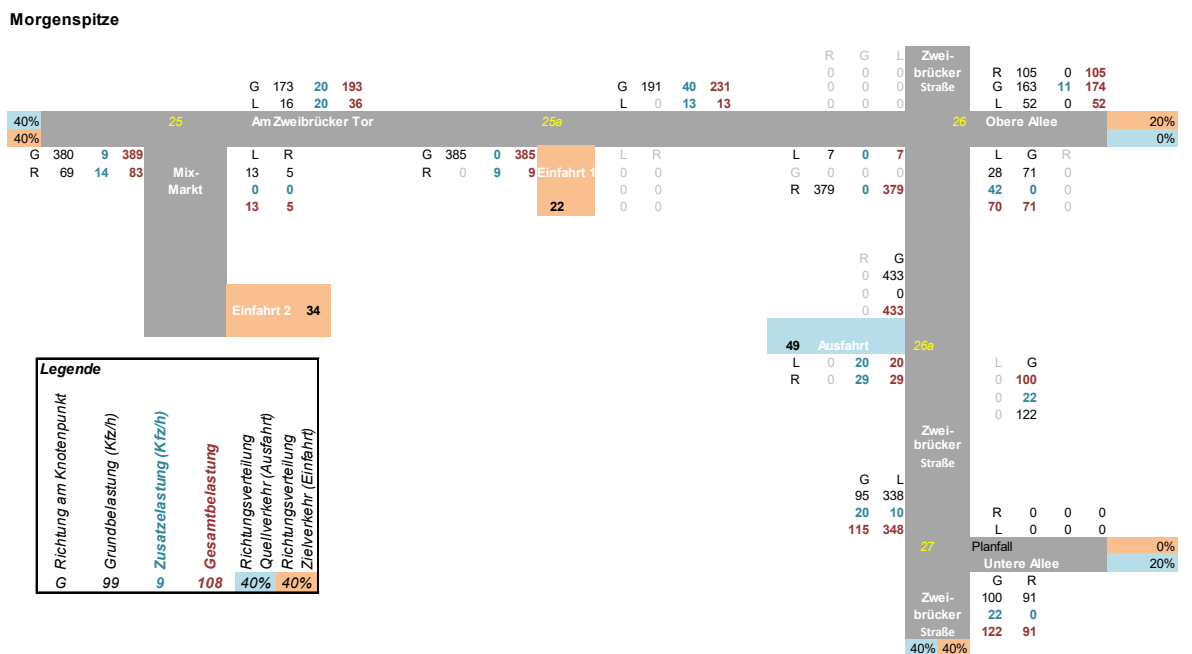 Morgenspitze
R G L
0 0 0
0 0 0
0 0 0
Zwei-
brücker
Straße
R 105 0 105
G 163 11 174
L 52 0 52
G 173 20 193
L 16 20 36
G 191 40 231
L 0 13 13
40% 25 Am Zweibrücker Tor 25a 26 Obere Allee 20%
40% 0%
G 380 9 389
R 69 14 83
Mix-
Markt
L R
13 5
0 0
13 5
G 385 0 385
R 0 9 9
Einfahrt 1
22
L R
0 0
0 0
0 0
L 7 0 7
G 0 0 0
R 379 0 379
L G R
28 71 0
42 0 0
70 71 0
R G
0 433
0 0
0 433
Einfahrt 2 34
49 Ausfahrt 26a
L 0 20 20
R 0 29 29
L G
0 100
0 22
0 122
Legende
Richtung am Knotenpunkt
Grundbelastung (Kfz/h)
Zusatzelastung (Kfz/h)
Gesamtbelastung
Richtungsverteilung
Quellverkehr (Ausfahrt)
Richtungsverteilung
Zielverkehr (Einfahrt)
G 99 9 108 40% 40%
Zwei-
brücker
Straße
G L
95 338
20 10
115 348
R 0 0 0
L 0 0 0
27 Planfall 0%
Untere Allee 20%
G R
100 91
22 0
122 91
Zwei-
brücker
Straße
40% 40%